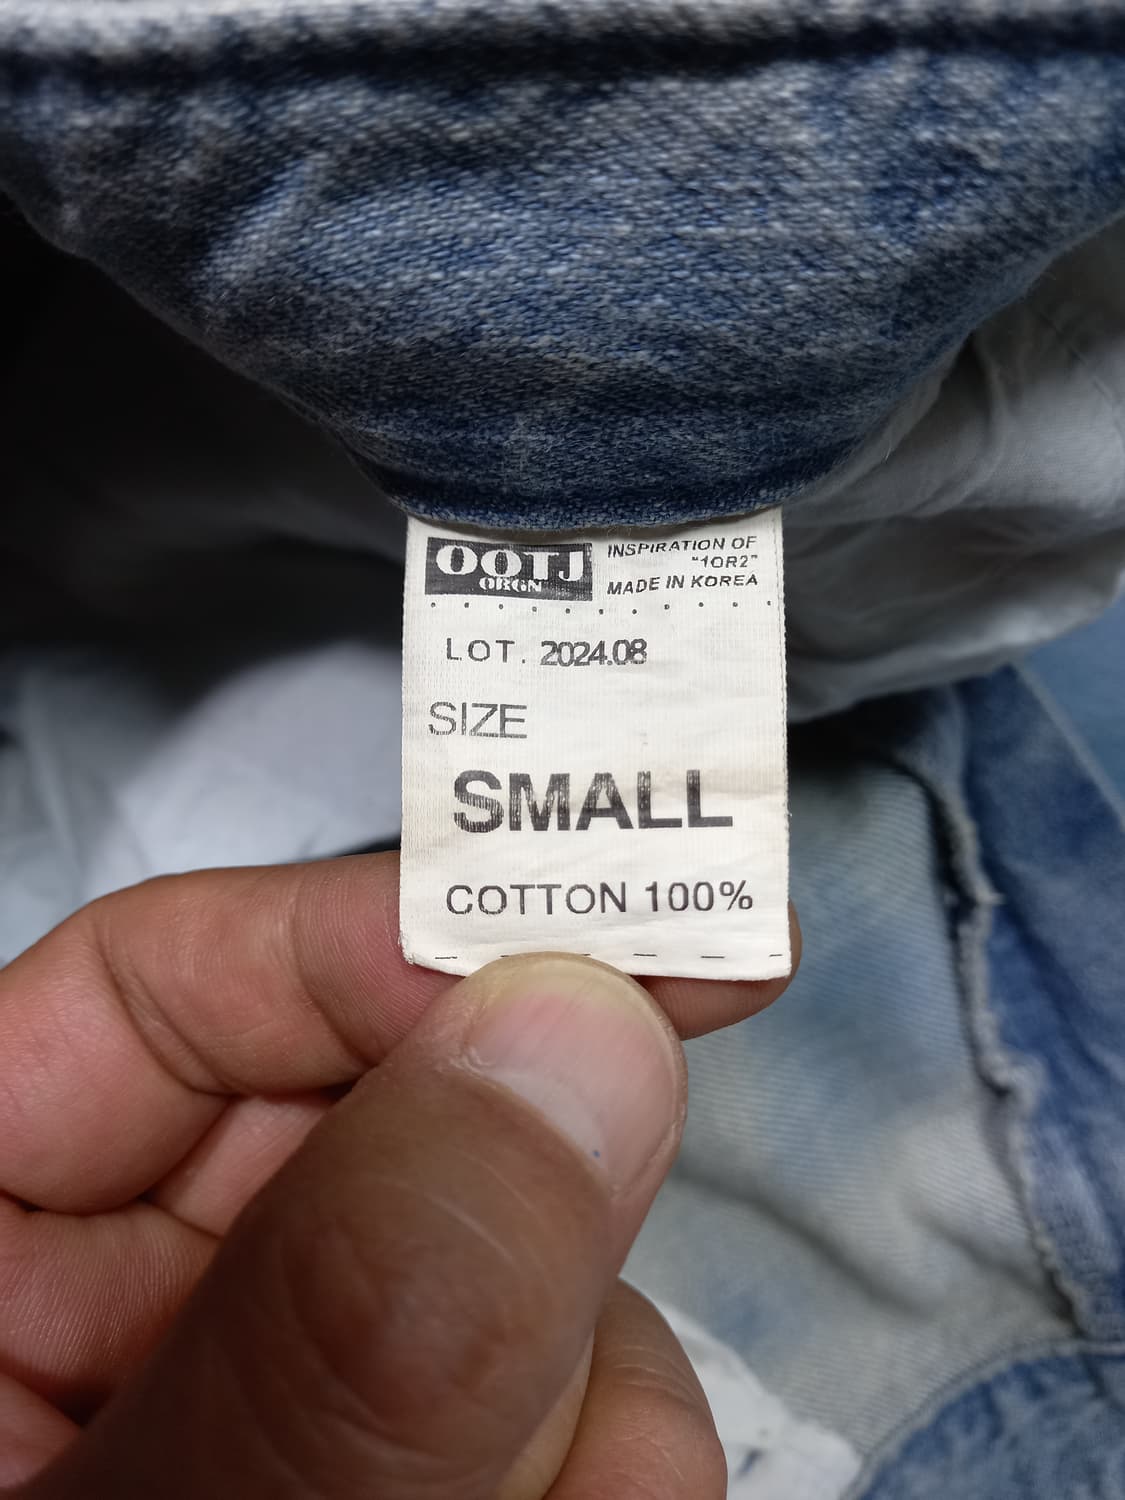 OOTJ
ORGN
INSPIRATION OF
"1OR2"
MADE IN KOREA
LOT. 2024.08
SIZE
SMALL
COTTON 100%